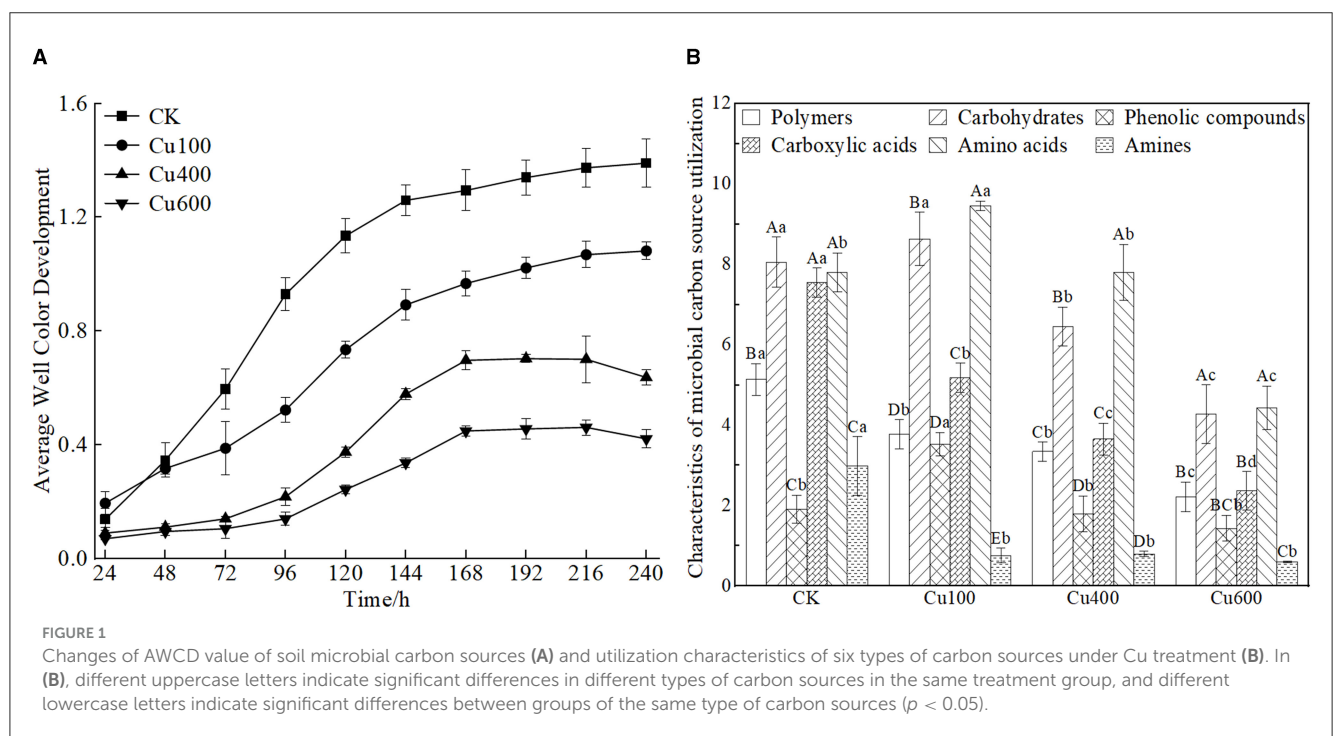 A
B
1.6
1.2
0.8
0.4
0.0
Average Well Color Development
CK
Cu100
Cu400
Cu600
24 48 72 96 120 144 168 192 216 240
Time/h
12
10
8
6
4
2
0
Characteristics of microbial carbon source utilization
Polymers Carbohydrates Phenolic compounds
Carboxylic acids Amino acids Amines
Ba Aa Cb Aa Ab Ca
Db Ba Da Cb Aa Eb
Cb Bb Db Cc Ab Db
Bc Ac BCb Bd Ac Cb
CK Cu100 Cu400 Cu600
FIGURE 1
Changes of AWCD value of soil microbial carbon sources (A) and utilization characteristics of six types of carbon sources under Cu treatment (B). In
(B), different uppercase letters indicate significant differences in different types of carbon sources in the same treatment group, and different
lowercase letters indicate significant differences between groups of the same type of carbon sources (p < 0.05).